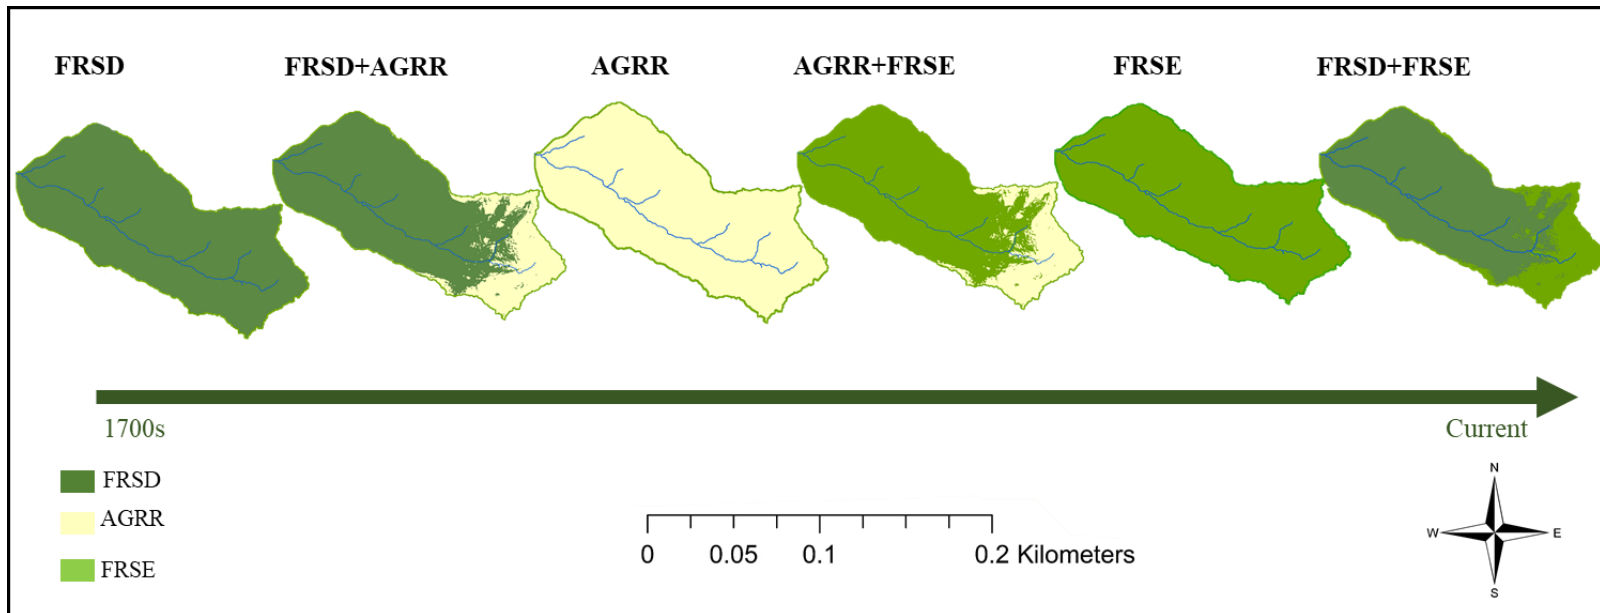 FRSD FRSD+AGRR AGRR AGRR+FRSE FRSE FRSD+FRSE
1700s Current
FRSD
AGRR
FRSE
0 0.05 0.1 0.2 Kilometers
N
W E
S